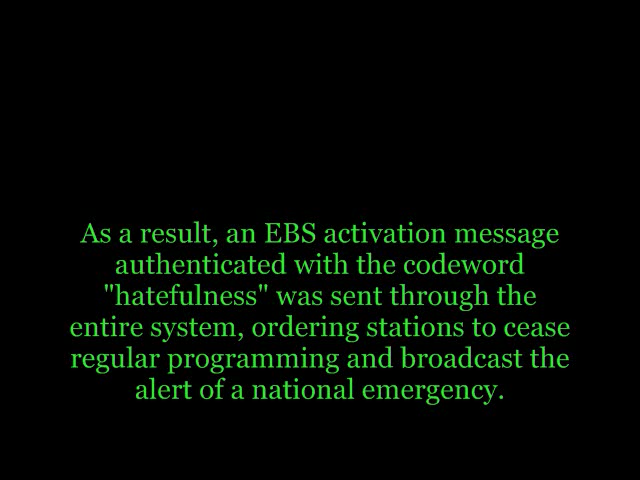 As a result, an EBS activation message
authenticated with the codeword
"hatefulness" was sent through the
entire system, ordering stations to cease
regular programming and broadcast the
alert of a national emergency.